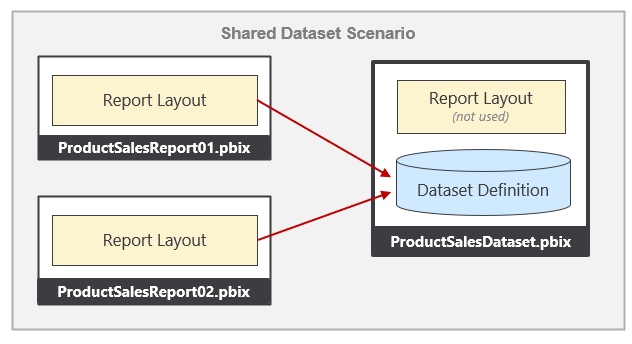 Shared Dataset Scenario
Report Layout
ProductSalesReport01.pbix
Report Layout
ProductSalesReport02.pbix
Report Layout
(not used)
Dataset Definition
ProductSalesDataset.pbix